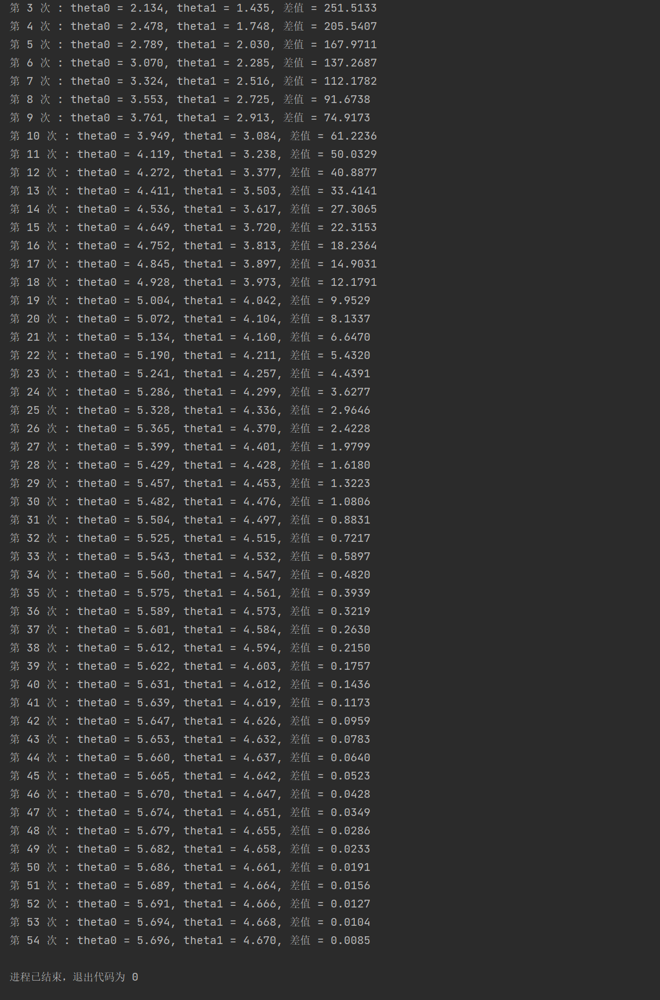 第 3 次 : theta0 = 2.134, theta1 = 1.435, 差值 = 251.5133
第 4 次 : theta0 = 2.478, theta1 = 1.748, 差值 = 205.5407
第 5 次 : theta0 = 2.789, theta1 = 2.030, 差值 = 167.9711
第 6 次 : theta0 = 3.070, theta1 = 2.285, 差值 = 137.2687
第 7 次 : theta0 = 3.324, theta1 = 2.516, 差值 = 112.1782
第 8 次 : theta0 = 3.553, theta1 = 2.725, 差值 = 91.6738
第 9 次 : theta0 = 3.761, theta1 = 2.913, 差值 = 74.9173
第 10 次 : theta0 = 3.949, theta1 = 3.084, 差值 = 61.2236
第 11 次 : theta0 = 4.119, theta1 = 3.238, 差值 = 50.0329
第 12 次 : theta0 = 4.272, theta1 = 3.377, 差值 = 40.8877
第 13 次 : theta0 = 4.411, theta1 = 3.503, 差值 = 33.4141
第 14 次 : theta0 = 4.536, theta1 = 3.617, 差值 = 27.3065
第 15 次 : theta0 = 4.649, theta1 = 3.720, 差值 = 22.3153
第 16 次 : theta0 = 4.752, theta1 = 3.813, 差值 = 18.2364
第 17 次 : theta0 = 4.845, theta1 = 3.897, 差值 = 14.9031
第 18 次 : theta0 = 4.928, theta1 = 3.973, 差值 = 12.1791
第 19 次 : theta0 = 5.004, theta1 = 4.042, 差值 = 9.9529
第 20 次 : theta0 = 5.072, theta1 = 4.104, 差值 = 8.1337
第 21 次 : theta0 = 5.134, theta1 = 4.160, 差值 = 6.6470
第 22 次 : theta0 = 5.190, theta1 = 4.211, 差值 = 5.4320
第 23 次 : theta0 = 5.241, theta1 = 4.257, 差值 = 4.4391
第 24 次 : theta0 = 5.286, theta1 = 4.299, 差值 = 3.6277
第 25 次 : theta0 = 5.328, theta1 = 4.336, 差值 = 2.9646
第 26 次 : theta0 = 5.365, theta1 = 4.370, 差值 = 2.4228
第 27 次 : theta0 = 5.399, theta1 = 4.401, 差值 = 1.9799
第 28 次 : theta0 = 5.429, theta1 = 4.428, 差值 = 1.6180
第 29 次 : theta0 = 5.457, theta1 = 4.453, 差值 = 1.3223
第 30 次 : theta0 = 5.482, theta1 = 4.476, 差值 = 1.0806
第 31 次 : theta0 = 5.504, theta1 = 4.497, 差值 = 0.8831
第 32 次 : theta0 = 5.525, theta1 = 4.515, 差值 = 0.7217
第 33 次 : theta0 = 5.543, theta1 = 4.532, 差值 = 0.5897
第 34 次 : theta0 = 5.560, theta1 = 4.547, 差值 = 0.4820
第 35 次 : theta0 = 5.575, theta1 = 4.561, 差值 = 0.3939
第 36 次 : theta0 = 5.589, theta1 = 4.573, 差值 = 0.3219
第 37 次 : theta0 = 5.601, theta1 = 4.584, 差值 = 0.2630
第 38 次 : theta0 = 5.612, theta1 = 4.594, 差值 = 0.2150
第 39 次 : theta0 = 5.622, theta1 = 4.603, 差值 = 0.1757
第 40 次 : theta0 = 5.631, theta1 = 4.612, 差值 = 0.1436
第 41 次 : theta0 = 5.639, theta1 = 4.619, 差值 = 0.1173
第 42 次 : theta0 = 5.647, theta1 = 4.626, 差值 = 0.0959
第 43 次 : theta0 = 5.653, theta1 = 4.632, 差值 = 0.0783
第 44 次 : theta0 = 5.660, theta1 = 4.637, 差值 = 0.0640
第 45 次 : theta0 = 5.665, theta1 = 4.642, 差值 = 0.0523
第 46 次 : theta0 = 5.670, theta1 = 4.647, 差值 = 0.0428
第 47 次 : theta0 = 5.674, theta1 = 4.651, 差值 = 0.0349
第 48 次 : theta0 = 5.679, theta1 = 4.655, 差值 = 0.0286
第 49 次 : theta0 = 5.682, theta1 = 4.658, 差值 = 0.0233
第 50 次 : theta0 = 5.686, theta1 = 4.661, 差值 = 0.0191
第 51 次 : theta0 = 5.689, theta1 = 4.664, 差值 = 0.0156
第 52 次 : theta0 = 5.691, theta1 = 4.666, 差值 = 0.0127
第 53 次 : theta0 = 5.694, theta1 = 4.668, 差值 = 0.0104
第 54 次 : theta0 = 5.696, theta1 = 4.670, 差值 = 0.0085
进程已结束，退出代码为 0